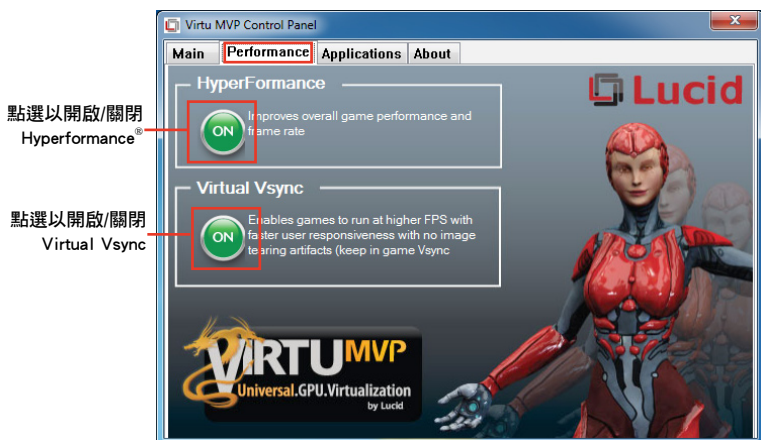 Virtu MVP Control Panel
Main Performance Applications About
HyperFormance
ON
Improves overall game performance and
frame rate
Lucid
點選以開啟/關閉
Hyperformance®
Virtual Vsync
ON
Enables games to run at higher FPS with
faster user responsiveness with no image
tearing artifacts (keep in game Vsync
點選以開啟/關閉
Virtual Vsync
VIRTU MVP
Universal.GPU.Virtualization
by Lucid